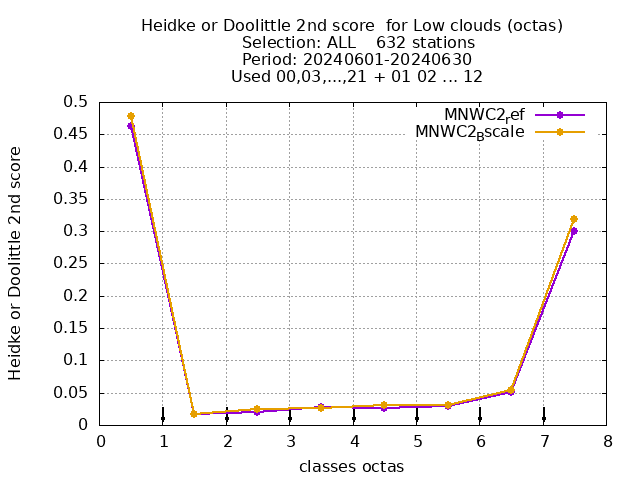 Heidke or Doolittle 2nd score  for Low clouds (octas)
Selection: ALL    632 stations
Period: 20240601-20240630
Used 00,03,...,21 + 01 02 ... 12
MNWC2ref
MNWC2Bscale
Heidke or Doolittle 2nd score
0.5
0.45
0.4
0.35
0.3
0.25
0.2
0.15
0.1
0.05
0
0 1 2 3 4 5 6 7 8
classes octas